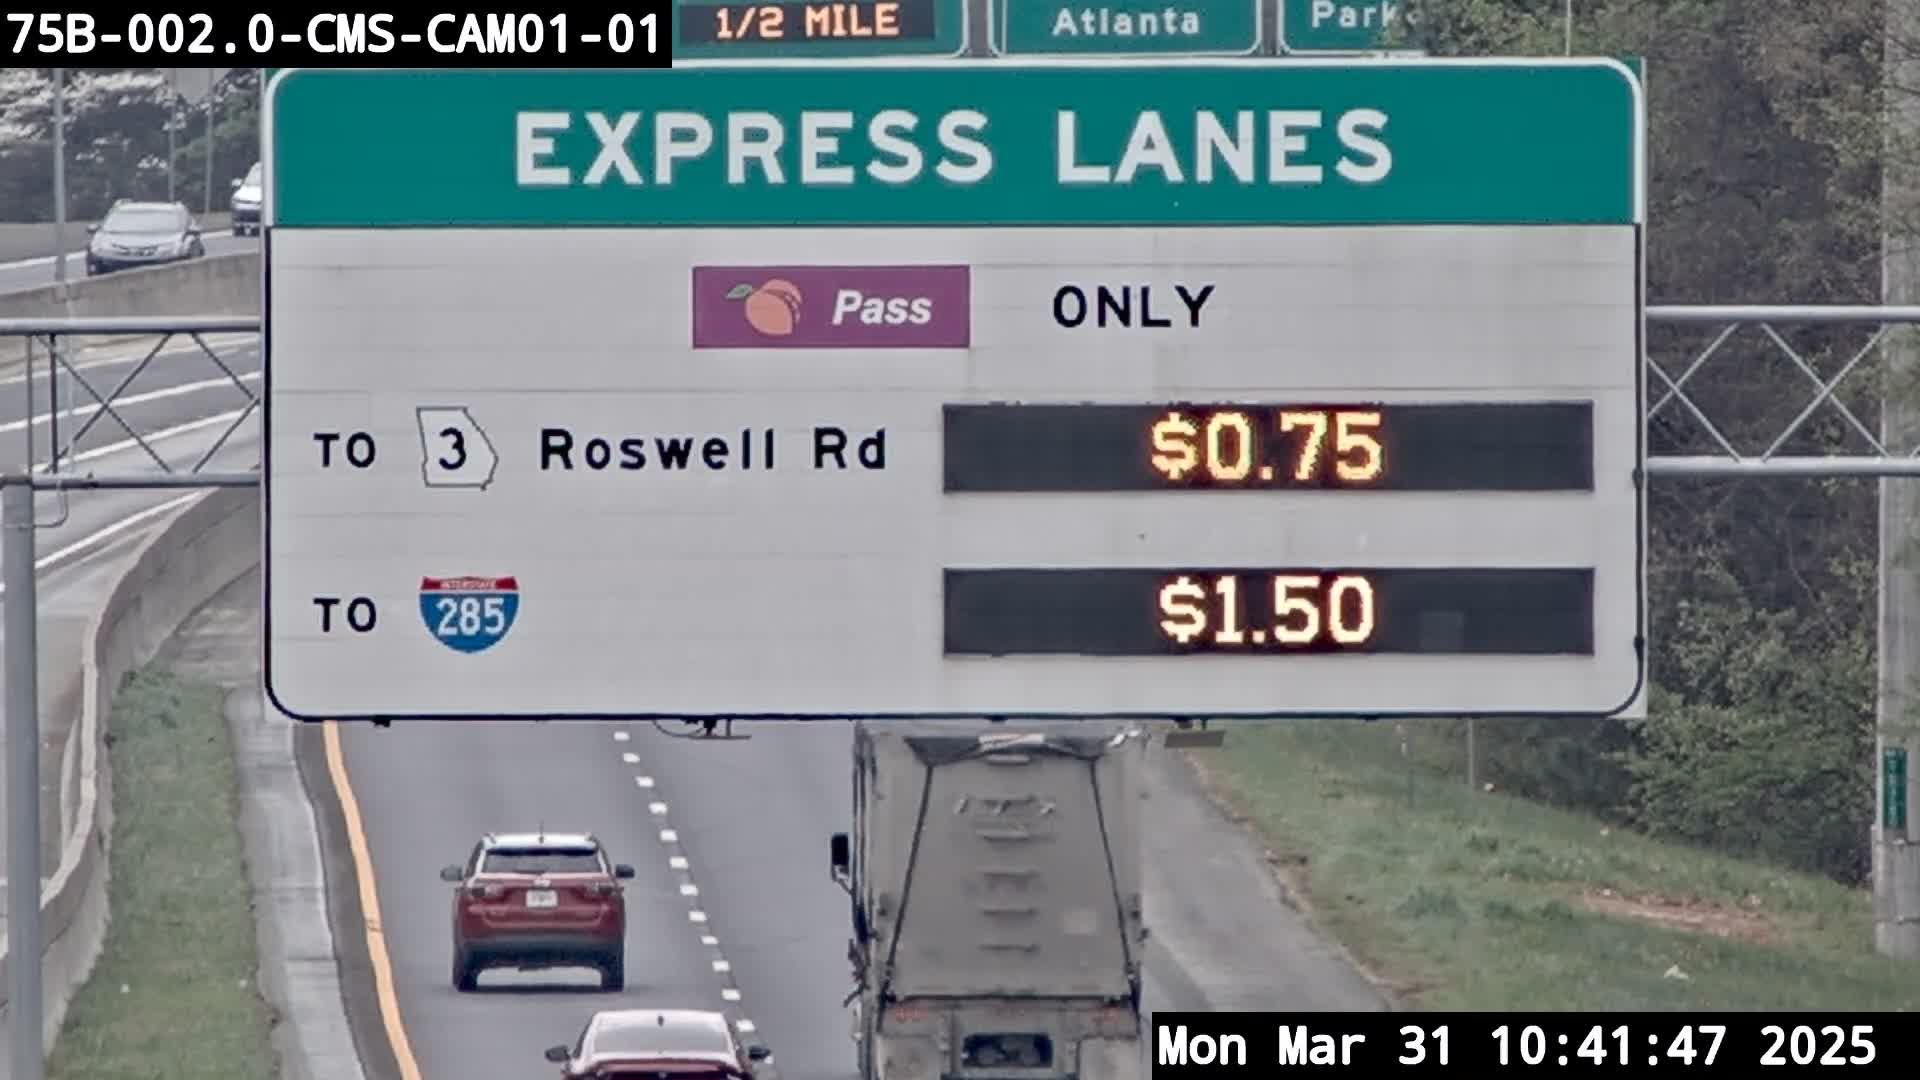 75B-002.0-CMS-CAM01-01
1/2 MILE
Atlanta
EXPRESS LANES
Pass ONLY
TO 3 Roswell Rd $0.75
TO INTERSTATE 285 $1.50
Mon Mar 31 10:41:47 2025